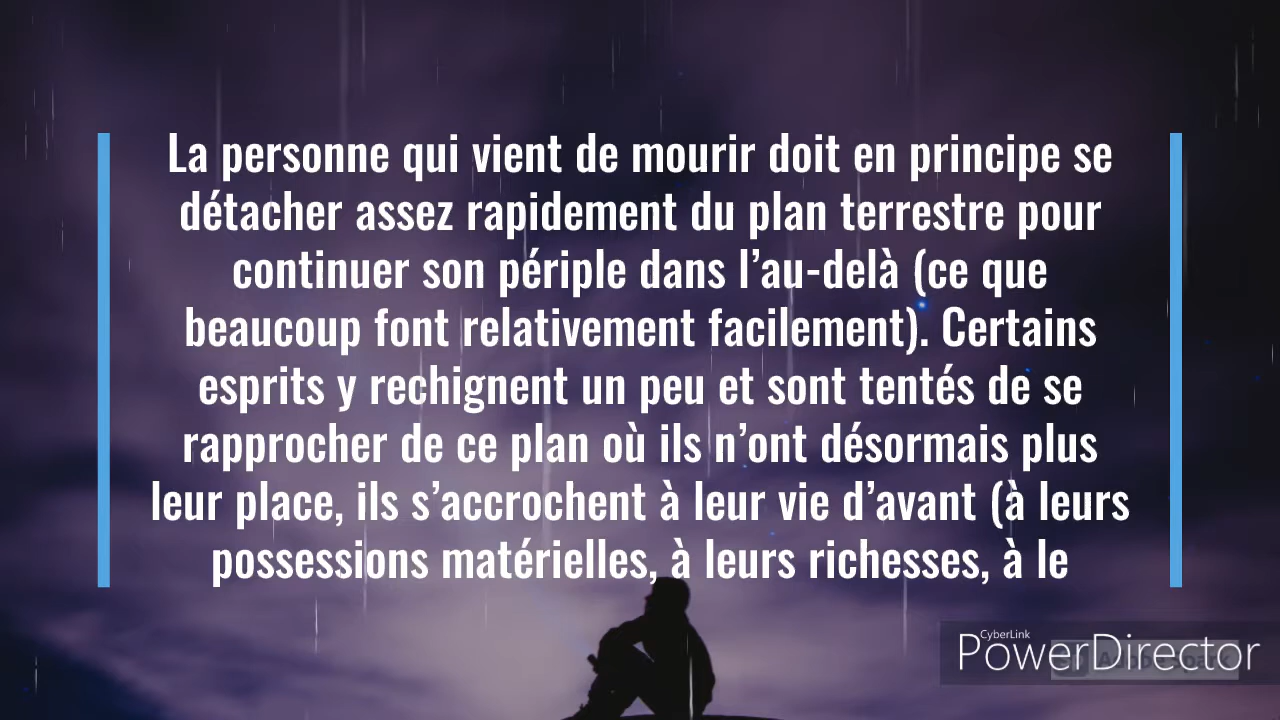 La personne qui vient de mourir doit en principe se
détacher assez rapidement du plan terrestre pour
continuer son périple dans l’au-delà (ce que
beaucoup font relativement facilement). Certains
esprits y rechignent un peu et sont tentés de se
rapprocher de ce plan où ils n’ont désormais plus
leur place, ils s’accrochent à leur vie d’avant (à leurs
possessions matérielles, à leurs richesses, à le
CyberLink
PowerDirector